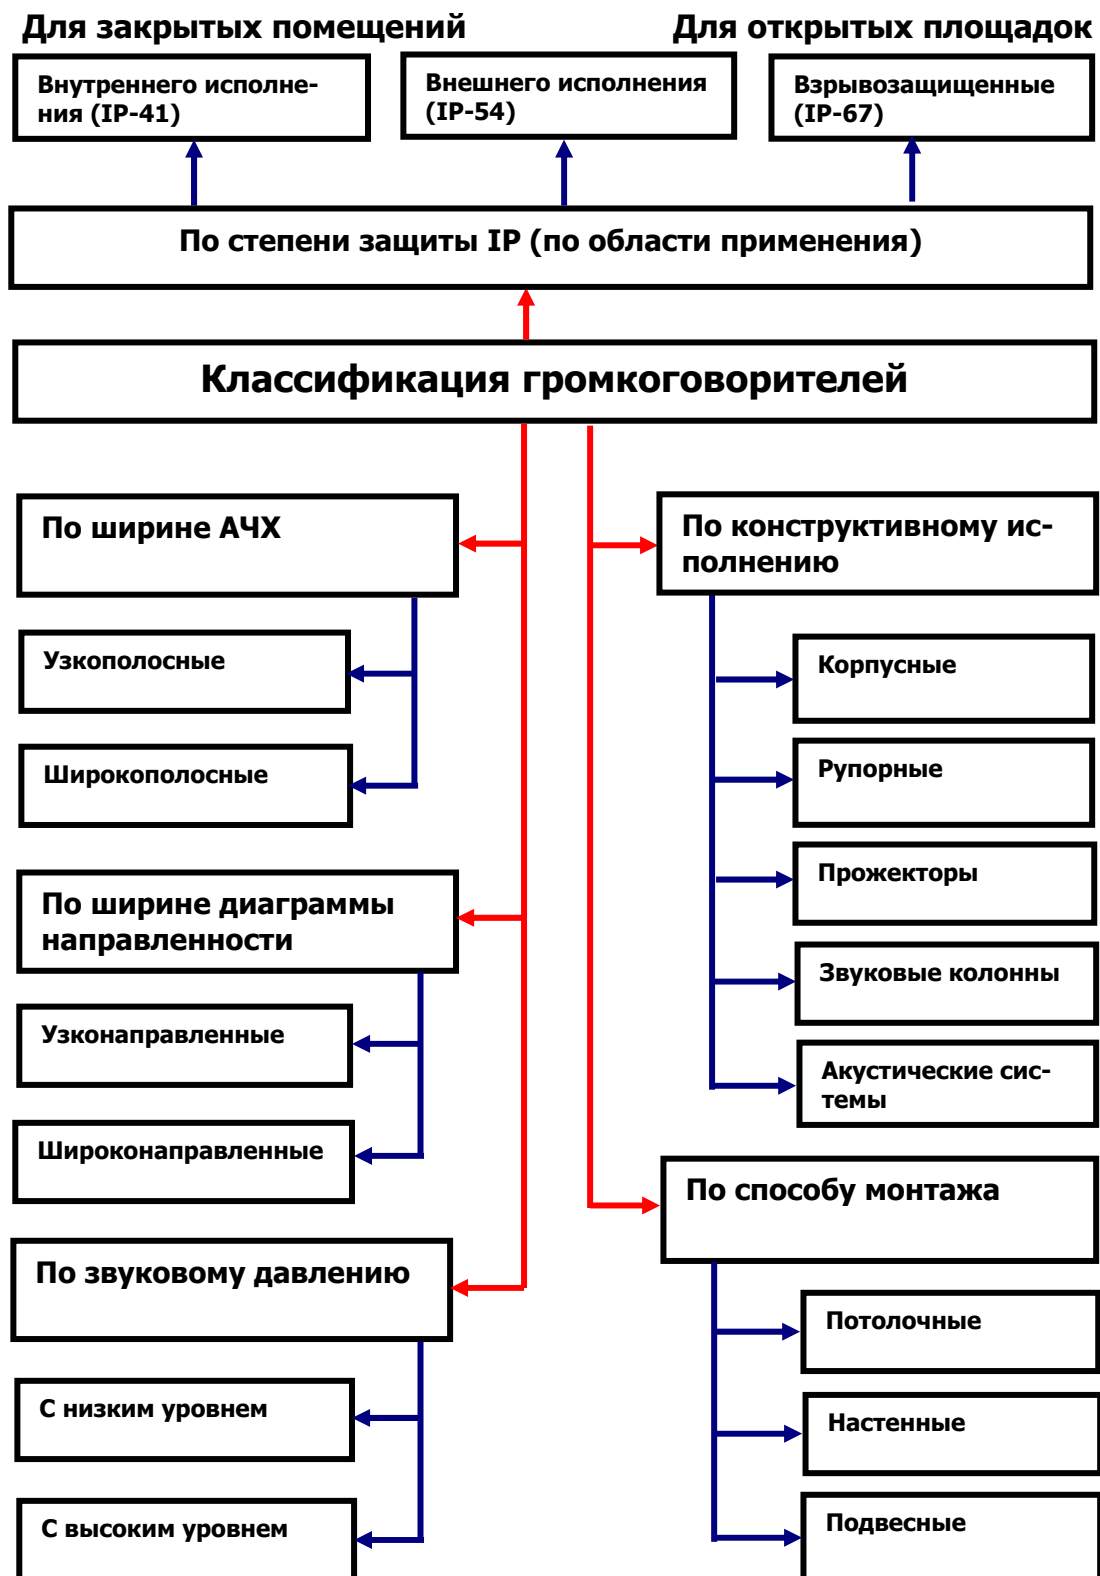 Для закрытых помещений
Для открытых площадок
Внутреннего исполне-
ния (IP-41)
Внешнего исполнения
(IP-54)
Взрывозащищенные
(IP-67)
По степени защиты IP (по области применения)
Классификация громкоговорителей
По ширине АЧХ
Узкополосные
Широкополосные
По ширине диаграммы
направленности
Узконаправленные
Широконаправленные
По звуковому давлению
С низким уровнем
С высоким уровнем
По конструктивному ис-
полнению
Корпусные
Рупорные
Прожекторы
Звуковые колонны
Акустические сис-
темы
По способу монтажа
Потолочные
Настенные
Подвесные